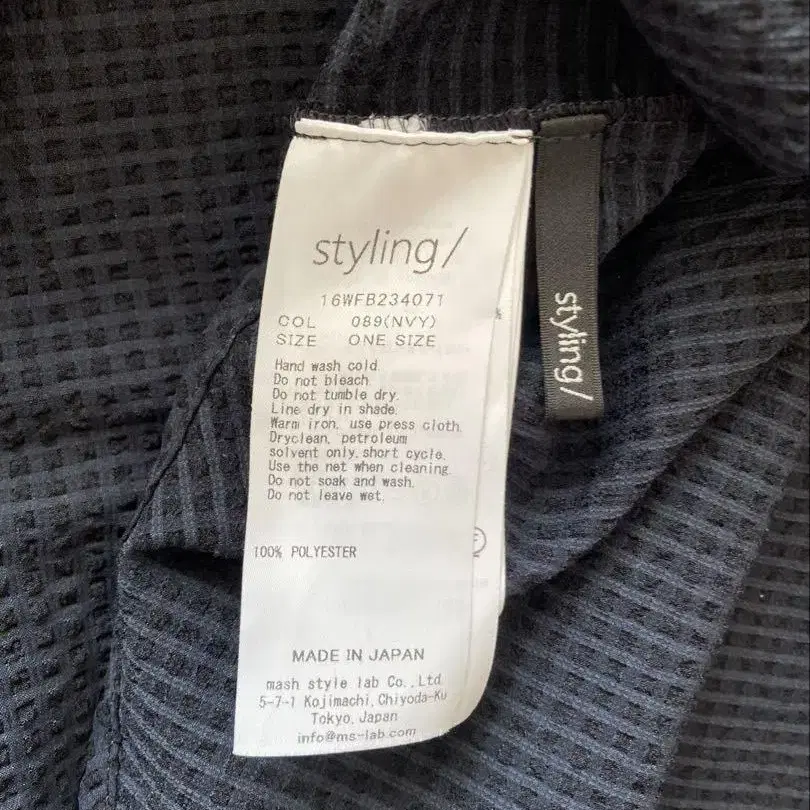 styling/
16WFB234071
COL 089(NVY)
SIZE ONE SIZE
Hand wash cold.
Do not bleach.
Do not tumble dry.
Line dry in shade.
Warm iron, use press cloth.
Dryclean, petroleum
solvent only, short cycle.
Use the net when cleaning.
Do not soak and wash.
Do not leave wet.
100% POLYESTER
MADE IN JAPAN
mash style lab Co.,Ltd
5-7-1 Kojimachi,Chiyoda-Ku
Tokyo,Japan
info@ms-lab.com
styling/
%
F